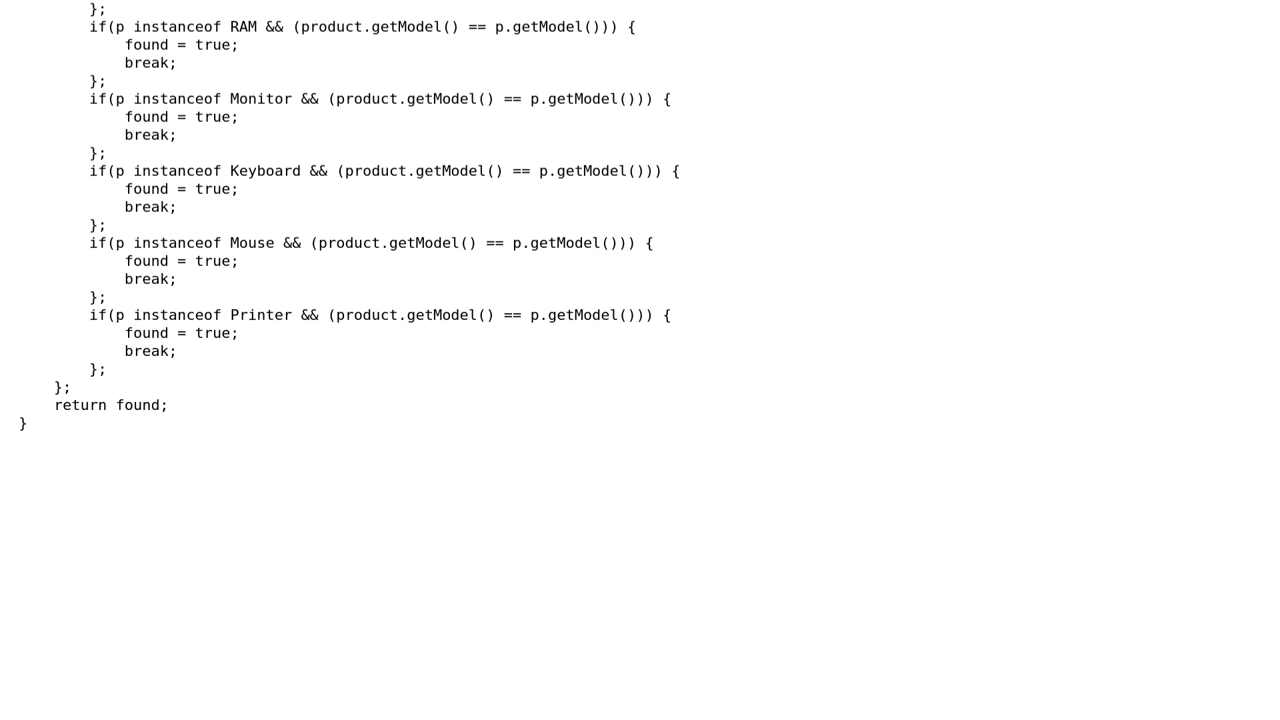 };
        if(p instanceof RAM && (product.getModel() == p.getModel())) {
            found = true;
            break;
        };
        if(p instanceof Monitor && (product.getModel() == p.getModel())) {
            found = true;
            break;
        };
        if(p instanceof Keyboard && (product.getModel() == p.getModel())) {
            found = true;
            break;
        };
        if(p instanceof Mouse && (product.getModel() == p.getModel())) {
            found = true;
            break;
        };
        if(p instanceof Printer && (product.getModel() == p.getModel())) {
            found = true;
            break;
        };
    };
    return found;
}